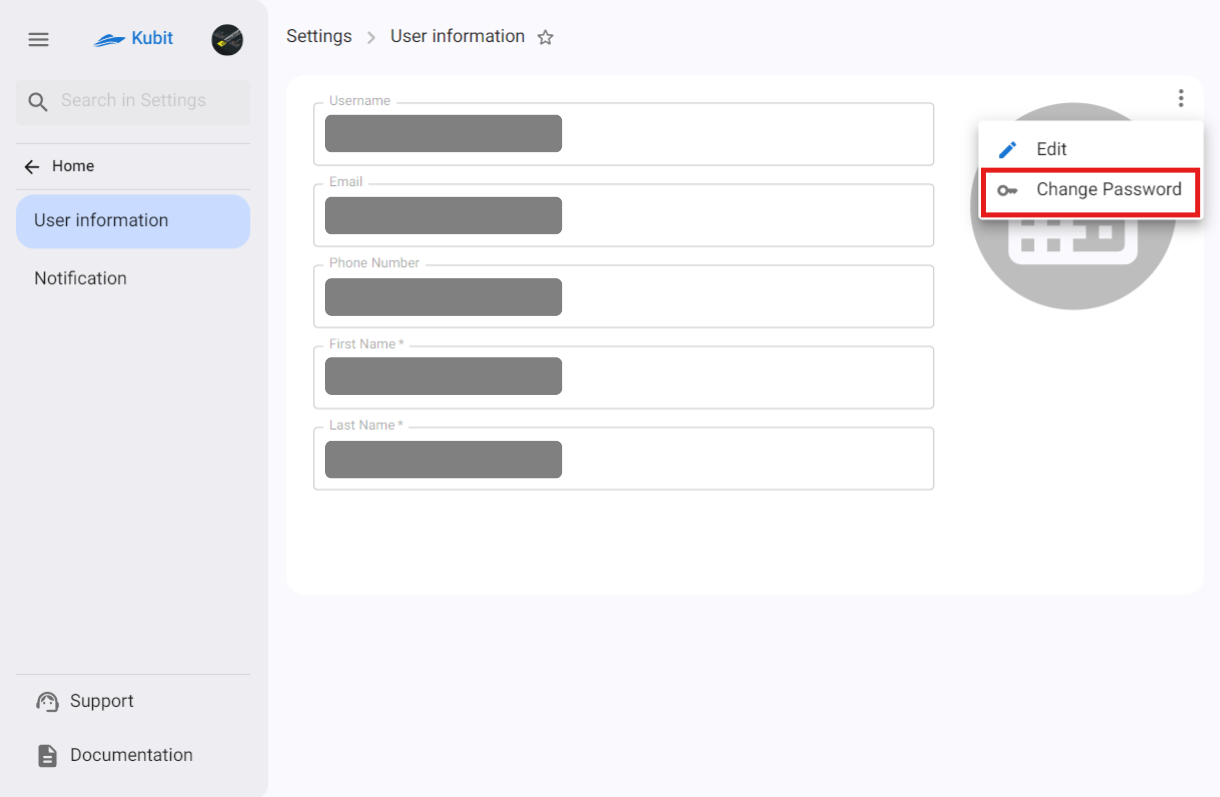 Kubit
Search in Settings
Home
User information
Notification
Support
Documentation
Settings > User information
Username
Email
Phone Number
First Name *
Last Name *
Edit
Change Password